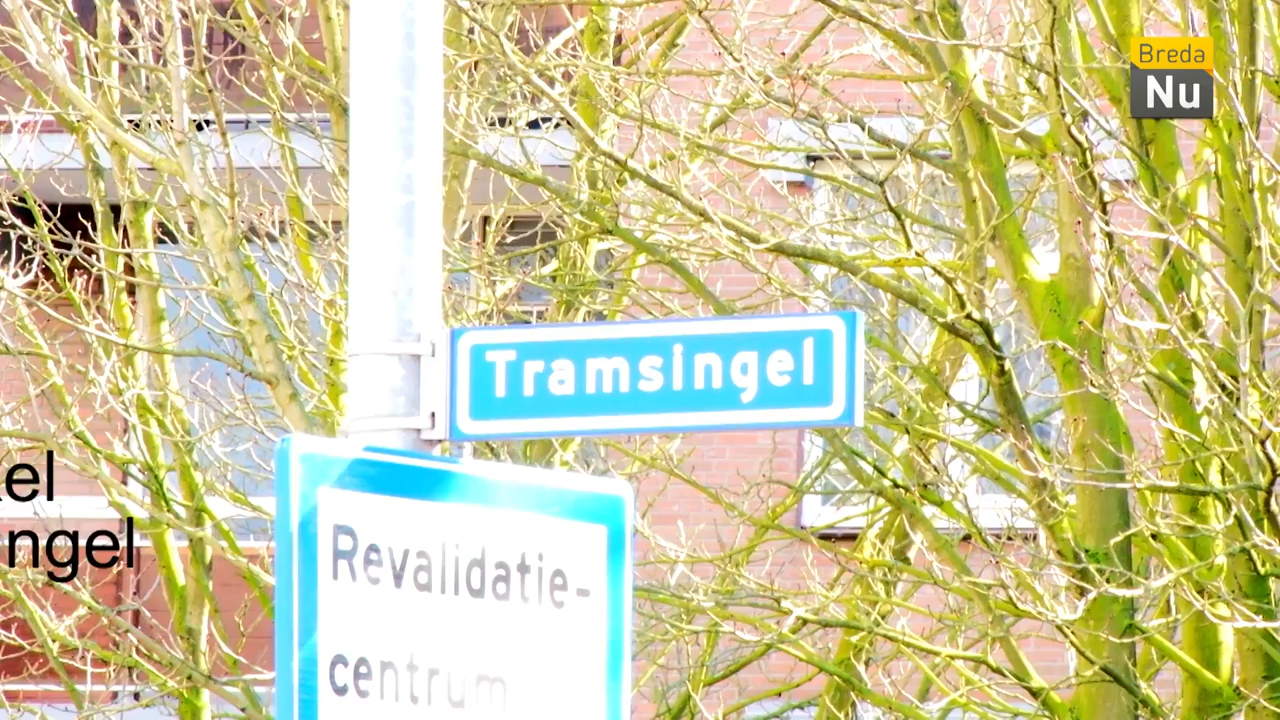 Breda
Nu
Tramsingel
el
ngel
Revalidatie-
centrum